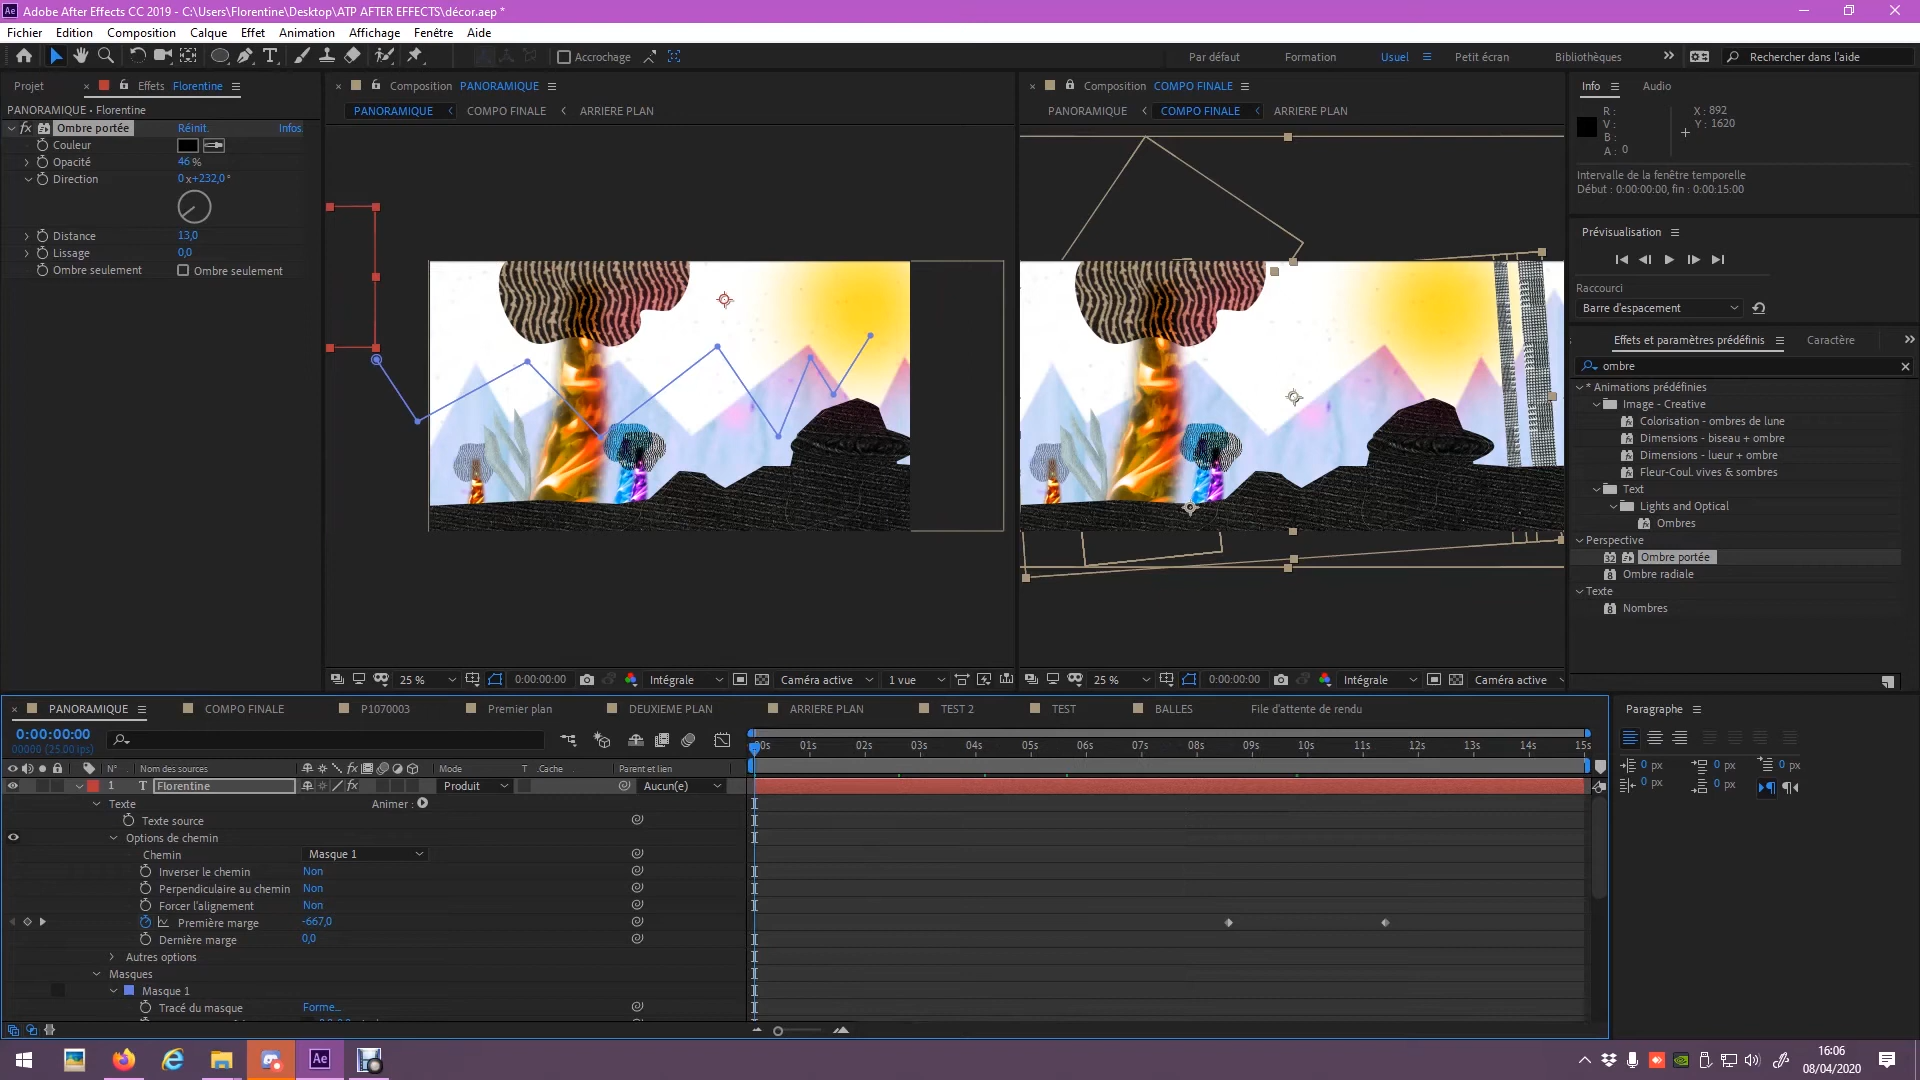 Adobe After Effects CC 2019 - C:\Users\Florentine\Desktop\ATP AFTER EFFECTS\décor.aep *
Fichier Edition Composition Calque Effet Animation Affichage Fenêtre Aide
Accrochage Par défaut Formation Usuel Petit écran Bibliothèques Rechercher dans l'aide
Projet Effets Florentine
PANORAMIQUE • Florentine
fx Ombre portée Réinit. Infos.
Couleur
Opacité 46 %
Direction 0 x+232,0°
Distance 13,0
Lissage 0,0
Ombre seulement Ombre seulement
Composition PANORAMIQUE
PANORAMIQUE COMPO FINALE ARRIERE PLAN
25 % 0:00:00:00 Intégrale Caméra active 1 vue
Composition COMPO FINALE
PANORAMIQUE COMPO FINALE ARRIERE PLAN
25 % 0:00:00:00 Intégrale Caméra active
Info Audio
R :
V :
B :
A : 0
X : 892
Y : 1620
Intervalle de la fenêtre temporelle
Début : 0:00:00:00, fin : 0:00:15:00
Prévisualisation
Raccourci
Barre d'espacement
Effets et paramètres prédéfinis Caractère
ombre
* Animations prédéfinies
Image - Creative
Colorisation - ombres de lune
Dimensions - biseau + ombre
Dimensions - lueur + ombre
Fleur-Coul. vives & sombres
Text
Lights and Optical
Ombres
Perspective
32 Ombre portée
8 Ombre radiale
Texte
8 Nombres
PANORAMIQUE COMPO FINALE P1070003 Premier plan DEUXIEME PLAN ARRIERE PLAN TEST 2 TEST BALLES File d'attente de rendu
0:00:00:00
00000 (25.00 ips)
00s 01s 02s 03s 04s 05s 06s 07s 08s 09s 10s 11s 12s 13s 14s 15s
N° Nom des sources fx Mode T .Cache Parent et lien
1 T Florentine fx Produit Aucun(e)
Texte Animer :
Texte source
Options de chemin
Chemin Masque 1
Inverser le chemin Non
Perpendiculaire au chemin Non
Forcer l'alignement Non
Première marge -667,0
Dernière marge 0,0
Autres options
Masques
Masque 1
Tracé du masque Forme...
Paragraphe
0 px 0 px 0 px
0 px 0 px
Ae
16:06
08/04/2020